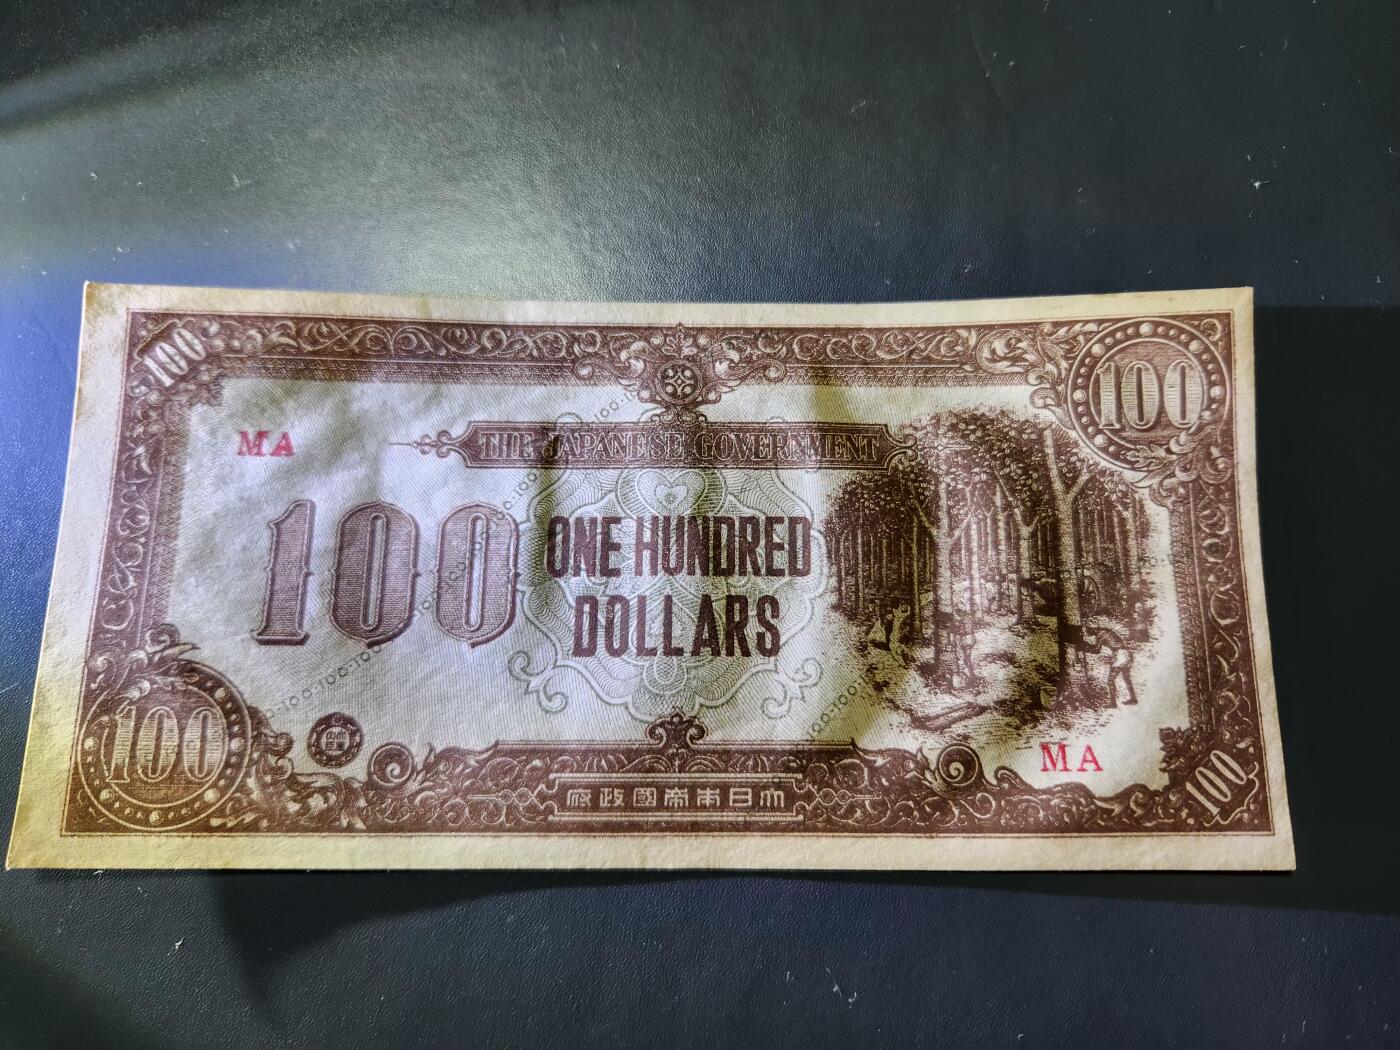 100
100
MA
THE JAPANESE GOVERNMENT
100
ONE HUNDRED
DOLLARS
MA
100
府政國帝本日大
100